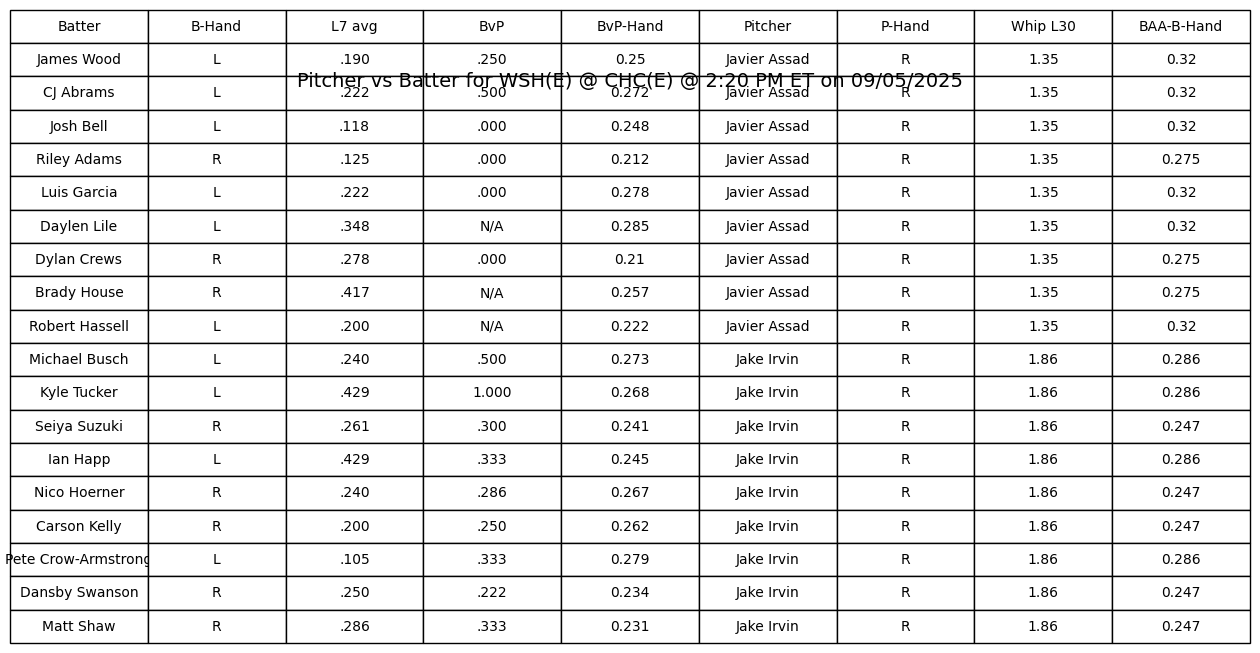 Batter B-Hand L7 avg BvP BvP-Hand Pitcher P-Hand Whip L30 BAA-B-Hand
James Wood L .190 .250 0.25 Javier Assad R 1.35 0.32
Pitcher vs Batter for WSH(E) @ CHC(E) @ 2:20 PM ET on 09/05/2025
CJ Abrams L .222 .500 0.272 Javier Assad R 1.35 0.32
Josh Bell L .118 .000 0.248 Javier Assad R 1.35 0.32
Riley Adams R .125 .000 0.212 Javier Assad R 1.35 0.275
Luis Garcia L .222 .000 0.278 Javier Assad R 1.35 0.32
Daylen Lile L .348 N/A 0.285 Javier Assad R 1.35 0.32
Dylan Crews R .278 .000 0.21 Javier Assad R 1.35 0.275
Brady House R .417 N/A 0.257 Javier Assad R 1.35 0.275
Robert Hassell L .200 N/A 0.222 Javier Assad R 1.35 0.32
Michael Busch L .240 .500 0.273 Jake Irvin R 1.86 0.286
Kyle Tucker L .429 1.000 0.268 Jake Irvin R 1.86 0.286
Seiya Suzuki R .261 .300 0.241 Jake Irvin R 1.86 0.247
Ian Happ L .429 .333 0.245 Jake Irvin R 1.86 0.286
Nico Hoerner R .240 .286 0.267 Jake Irvin R 1.86 0.247
Carson Kelly R .200 .250 0.262 Jake Irvin R 1.86 0.247
Pete Crow-Armstrong L .105 .333 0.279 Jake Irvin R 1.86 0.286
Dansby Swanson R .250 .222 0.234 Jake Irvin R 1.86 0.247
Matt Shaw R .286 .333 0.231 Jake Irvin R 1.86 0.247